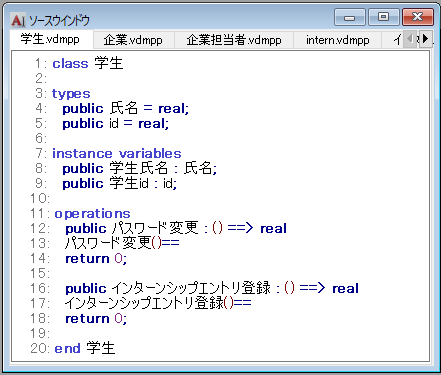 AI ソースウインドウ
学生.vdmpp 企業.vdmpp 企業担当者.vdmpp intern.vdmpp
1: class 学生
2:
3: types
4: public 氏名 = real;
5: public id = real;
6:
7: instance variables
8: public 学生氏名 : 氏名;
9: public 学生id : id;
10:
11: operations
12: public パスワード変更 : () ==> real
13: パスワード変更()==
14: return 0;
15:
16: public インターンシップエントリ登録 : () ==> real
17: インターンシップエントリ登録()==
18: return 0;
19:
20: end 学生